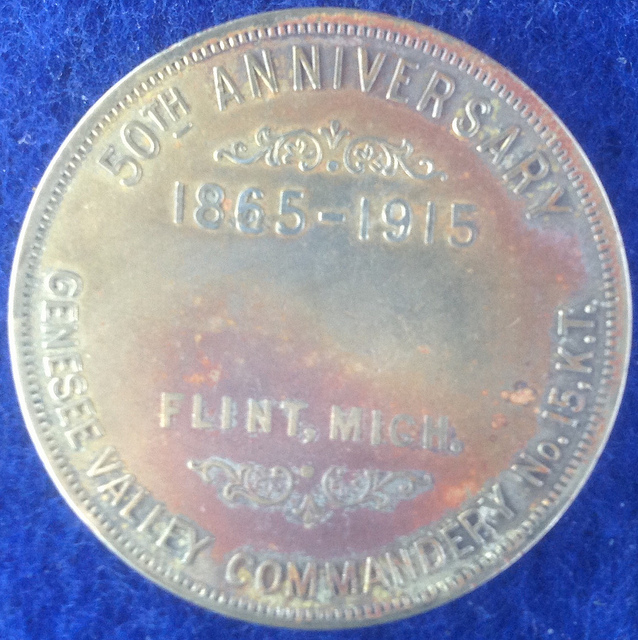 50TH ANNIVERSARY
1865-1915
FLINT, MICH.
GENESEE VALLEY COMMANDERY No. 15, K.T.